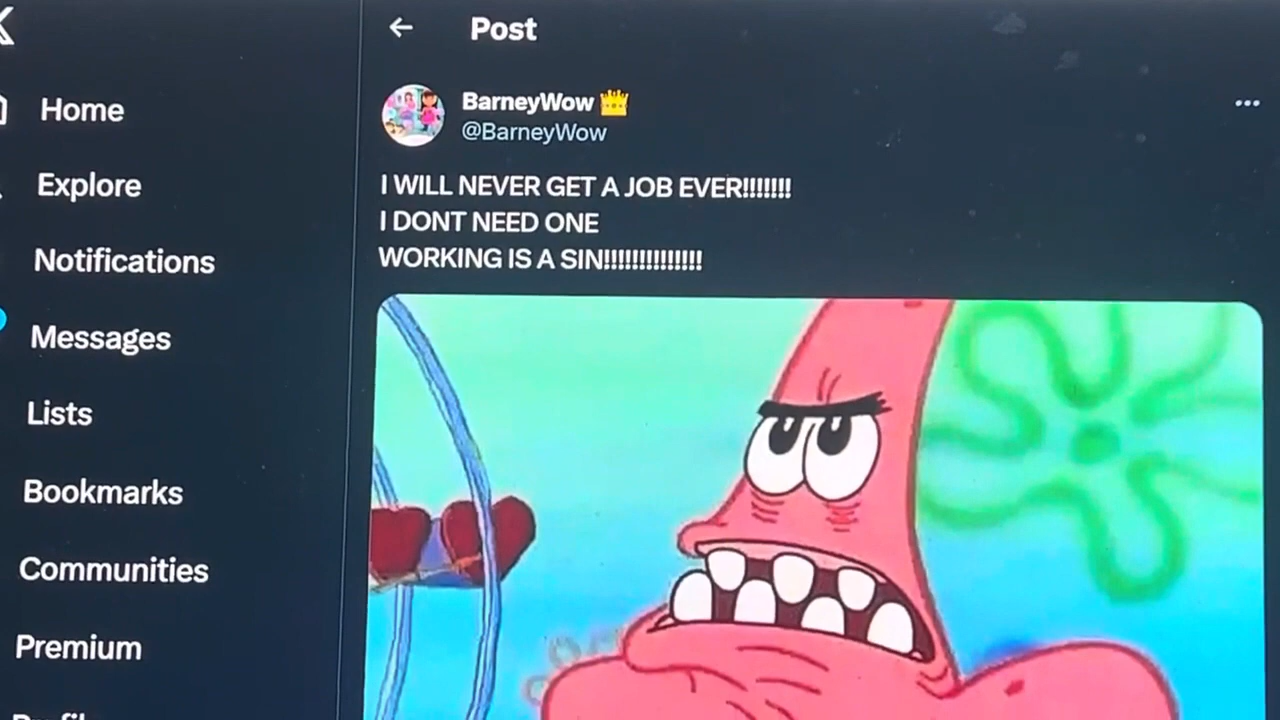 Home
Explore
Notifications
Messages
Lists
Bookmarks
Communities
Premium
Post
BarneyWow 👑
@BarneyWow
I WILL NEVER GET A JOB EVER!!!!!!!
I DONT NEED ONE
WORKING IS A SIN!!!!!!!!!!!!!!